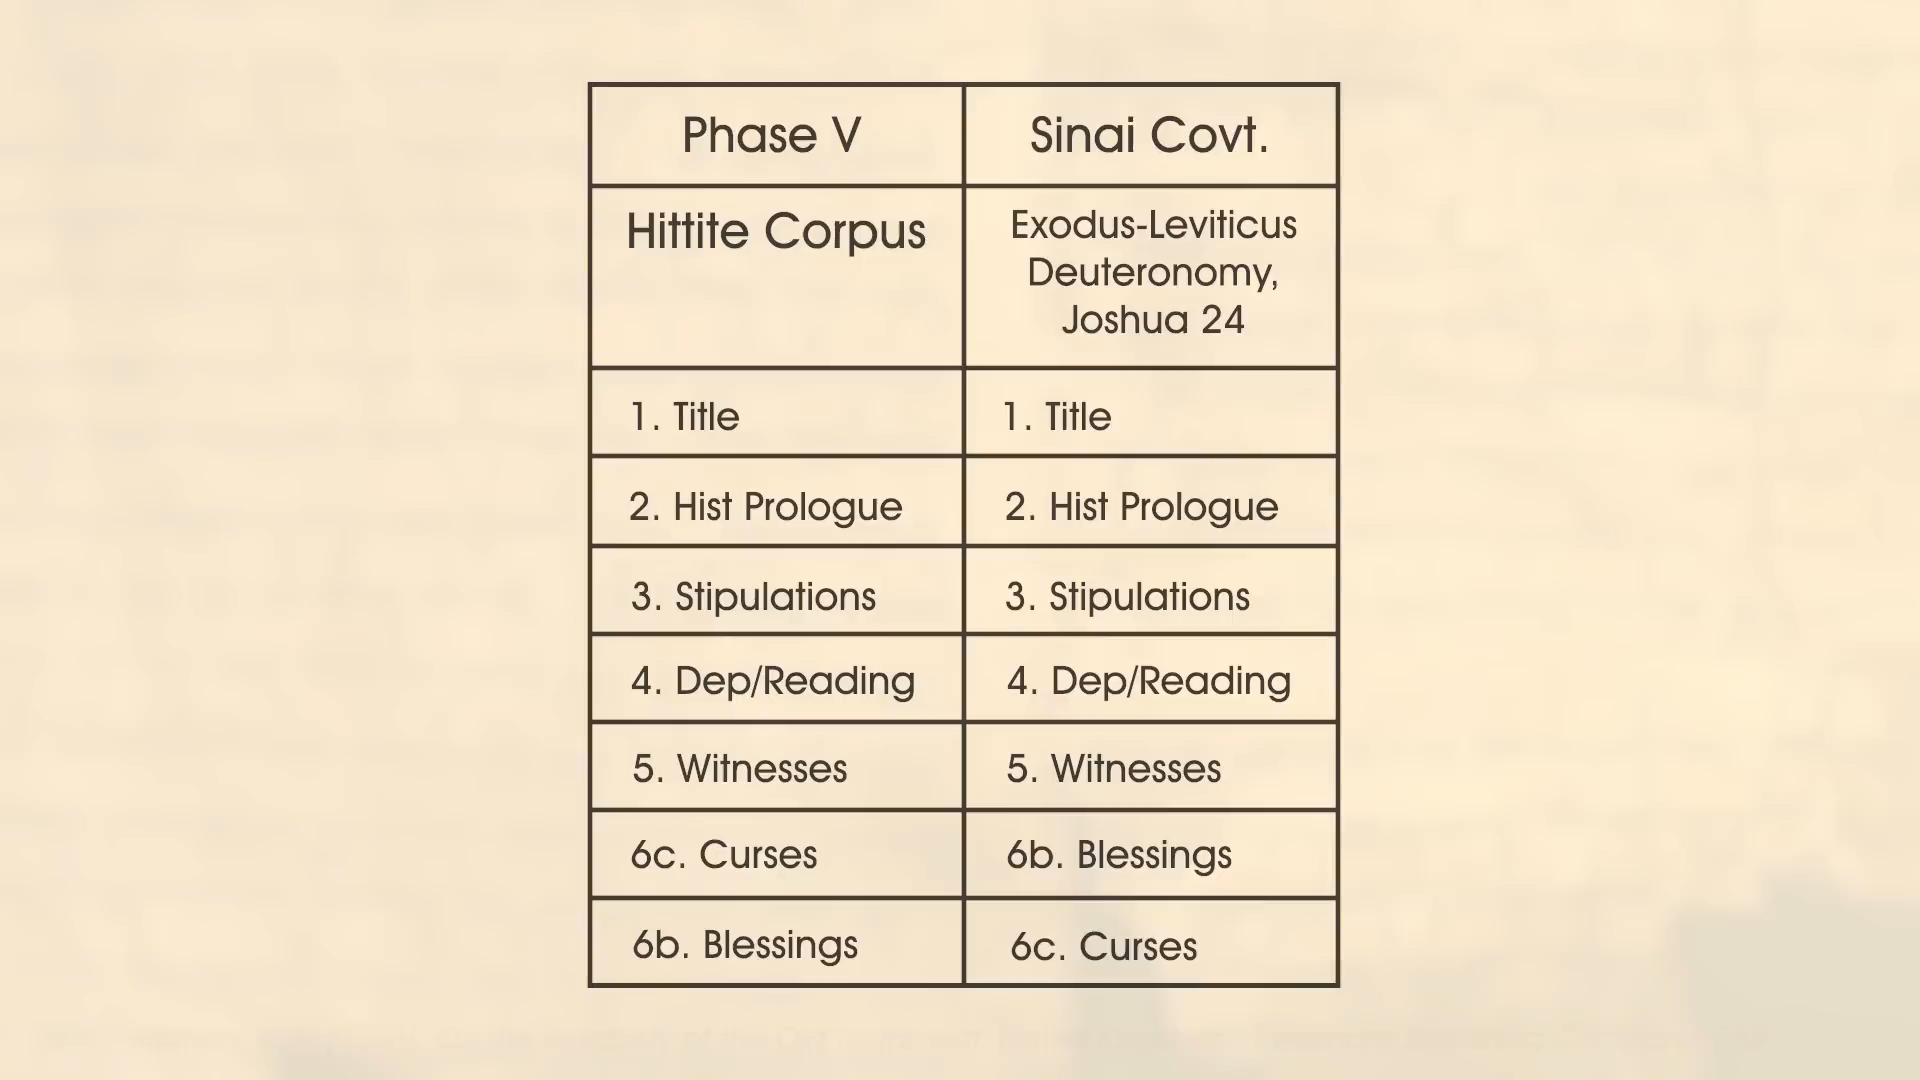 Phase V
Sinai Covt.
Hittite Corpus
Exodus-Leviticus
Deuteronomy,
Joshua 24
1. Title
1. Title
2. Hist Prologue
2. Hist Prologue
3. Stipulations
3. Stipulations
4. Dep/Reading
4. Dep/Reading
5. Witnesses
5. Witnesses
6c. Curses
6b. Blessings
6b. Blessings
6c. Curses